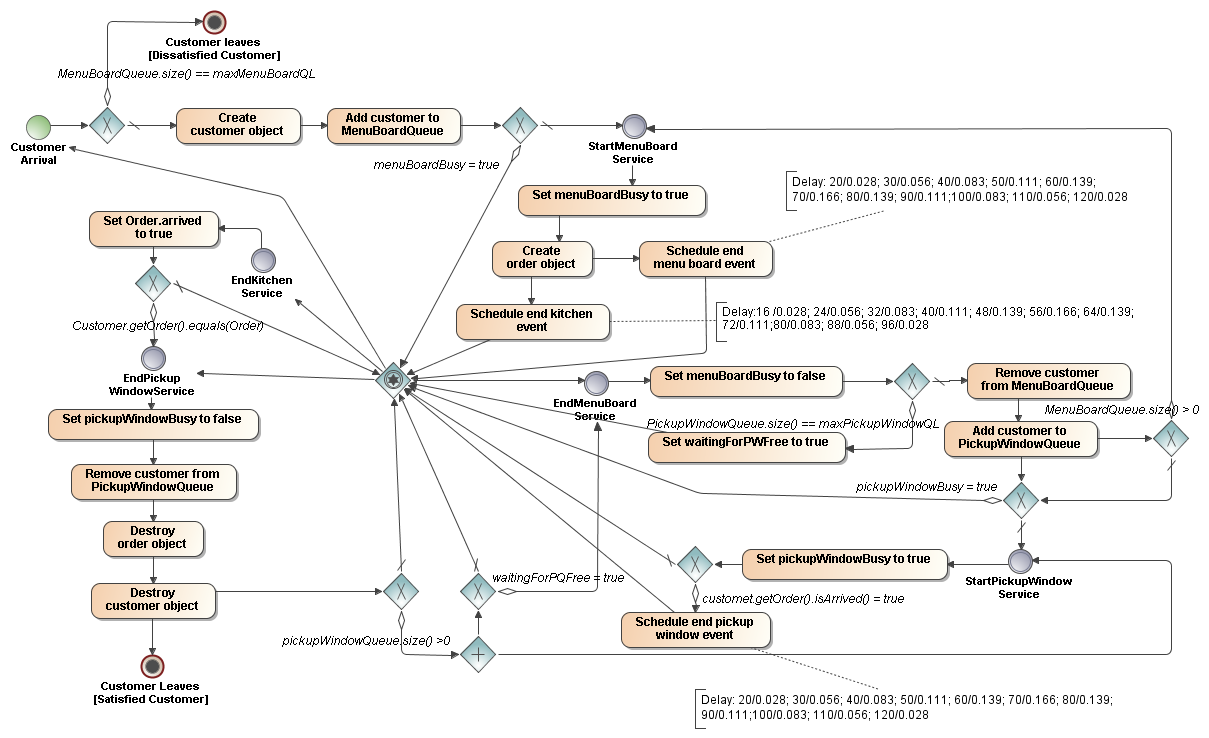 Customer leaves
[Dissatisfied Customer]
MenuBoardQueue.size() == maxMenuBoardQL
Customer
Arrival
Create
customer object
Add customer to
MenuBoardQueue
menuBoardBusy = true
StartMenuBoard
Service
Set menuBoardBusy to true
Delay: 20/0.028; 30/0.056; 40/0.083; 50/0.111; 60/0.139;
70/0.166; 80/0.139; 90/0.111;100/0.083; 110/0.056; 120/0.028
Set Order.arrived
to true
EndKitchen
Service
Create
order object
Schedule end
menu board event
Schedule end kitchen
event
Delay:16 /0.028; 24/0.056; 32/0.083; 40/0.111; 48/0.139; 56/0.166; 64/0.139;
72/0.111;80/0.083; 88/0.056; 96/0.028
Customer.getOrder().equals(Order)
EndPickup
WindowService
EndMenuBoard
Service
Set menuBoardBusy to false
Remove customer
from MenuBoardQueue
MenuBoardQueue.size() > 0
PickupWindowQueue.size() == maxPickupWindowQL
Set waitingForPWFree to true
Add customer to
PickupWindowQueue
Set pickupWindowBusy to false
Remove customer from
PickupWindowQueue
pickupWindowBusy = true
Destroy
order object
Set pickupWindowBusy to true
StartPickupWindow
Service
waitingForPQFree = true
customet.getOrder().isArrived() = true
Destroy
customer object
Schedule end pickup
window event
pickupWindowQueue.size() >0
Customer Leaves
[Satisfied Customer]
Delay: 20/0.028; 30/0.056; 40/0.083; 50/0.111; 60/0.139; 70/0.166; 80/0.139;
90/0.111;100/0.083; 110/0.056; 120/0.028